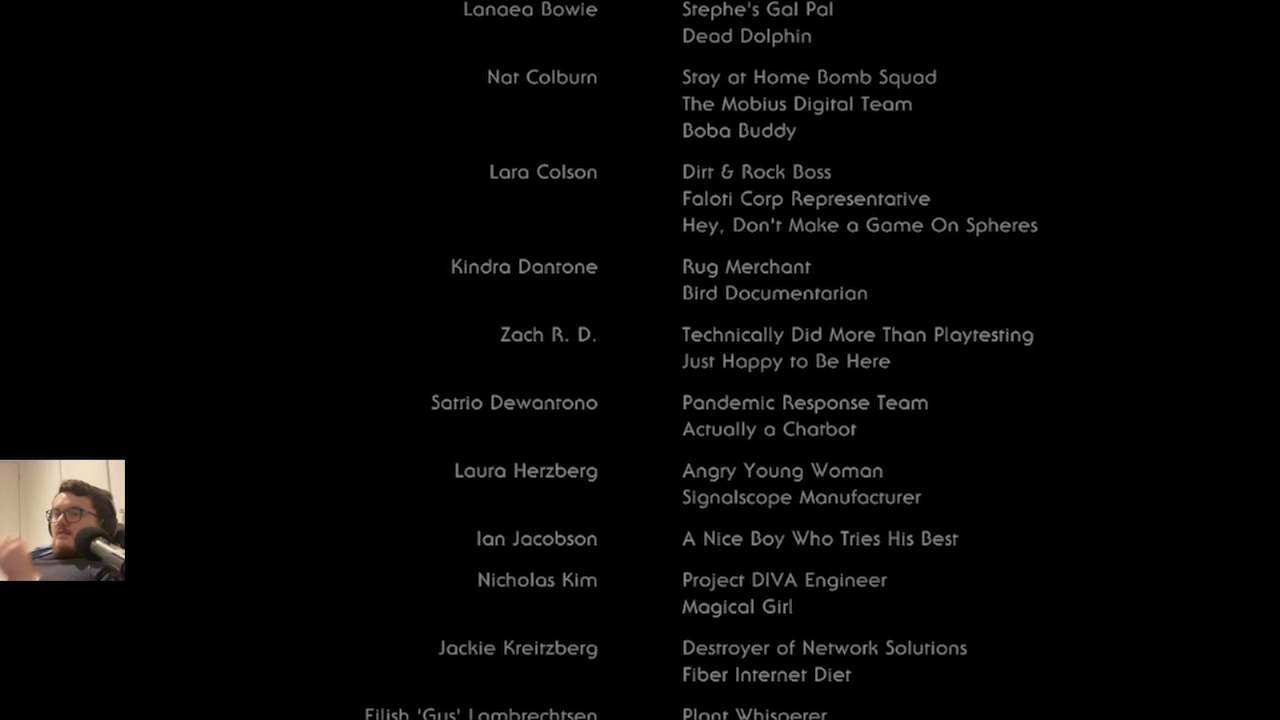 Lanaea Bowie Stephe's Gal Pal
Dead Dolphin
Nat Colburn Stay at Home Bomb Squad
The Mobius Digital Team
Boba Buddy
Lara Colson Dirt & Rock Boss
Faloti Corp Representative
Hey, Don't Make a Game On Spheres
Kindra Dantone Rug Merchant
Bird Documentarian
Zach R. D. Technically Did More Than Playtesting
Just Happy to Be Here
Satrio Dewantono Pandemic Response Team
Actually a Chatbot
Laura Herzberg Angry Young Woman
Signalscope Manufacturer
Ian Jacobson A Nice Boy Who Tries His Best
Nicholas Kim Project DIVA Engineer
Magical Girl
Jackie Kreitzberg Destroyer of Network Solutions
Fiber Internet Diet
Eilish 'Gus' Lambrechtsen Plant Whisperer